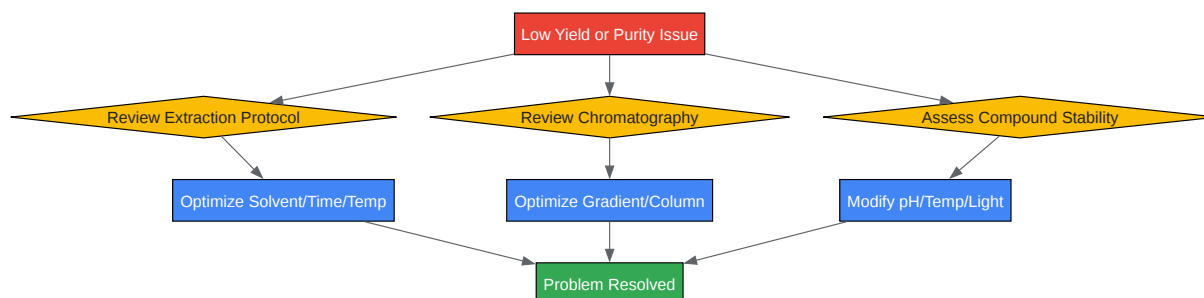 Low Yield or Purity Issue
Review Extraction Protocol
Review Chromatography
Assess Compound Stability
Optimize Solvent/Time/Temp
Optimize Gradient/Column
Modify pH/Temp/Light
Problem Resolved